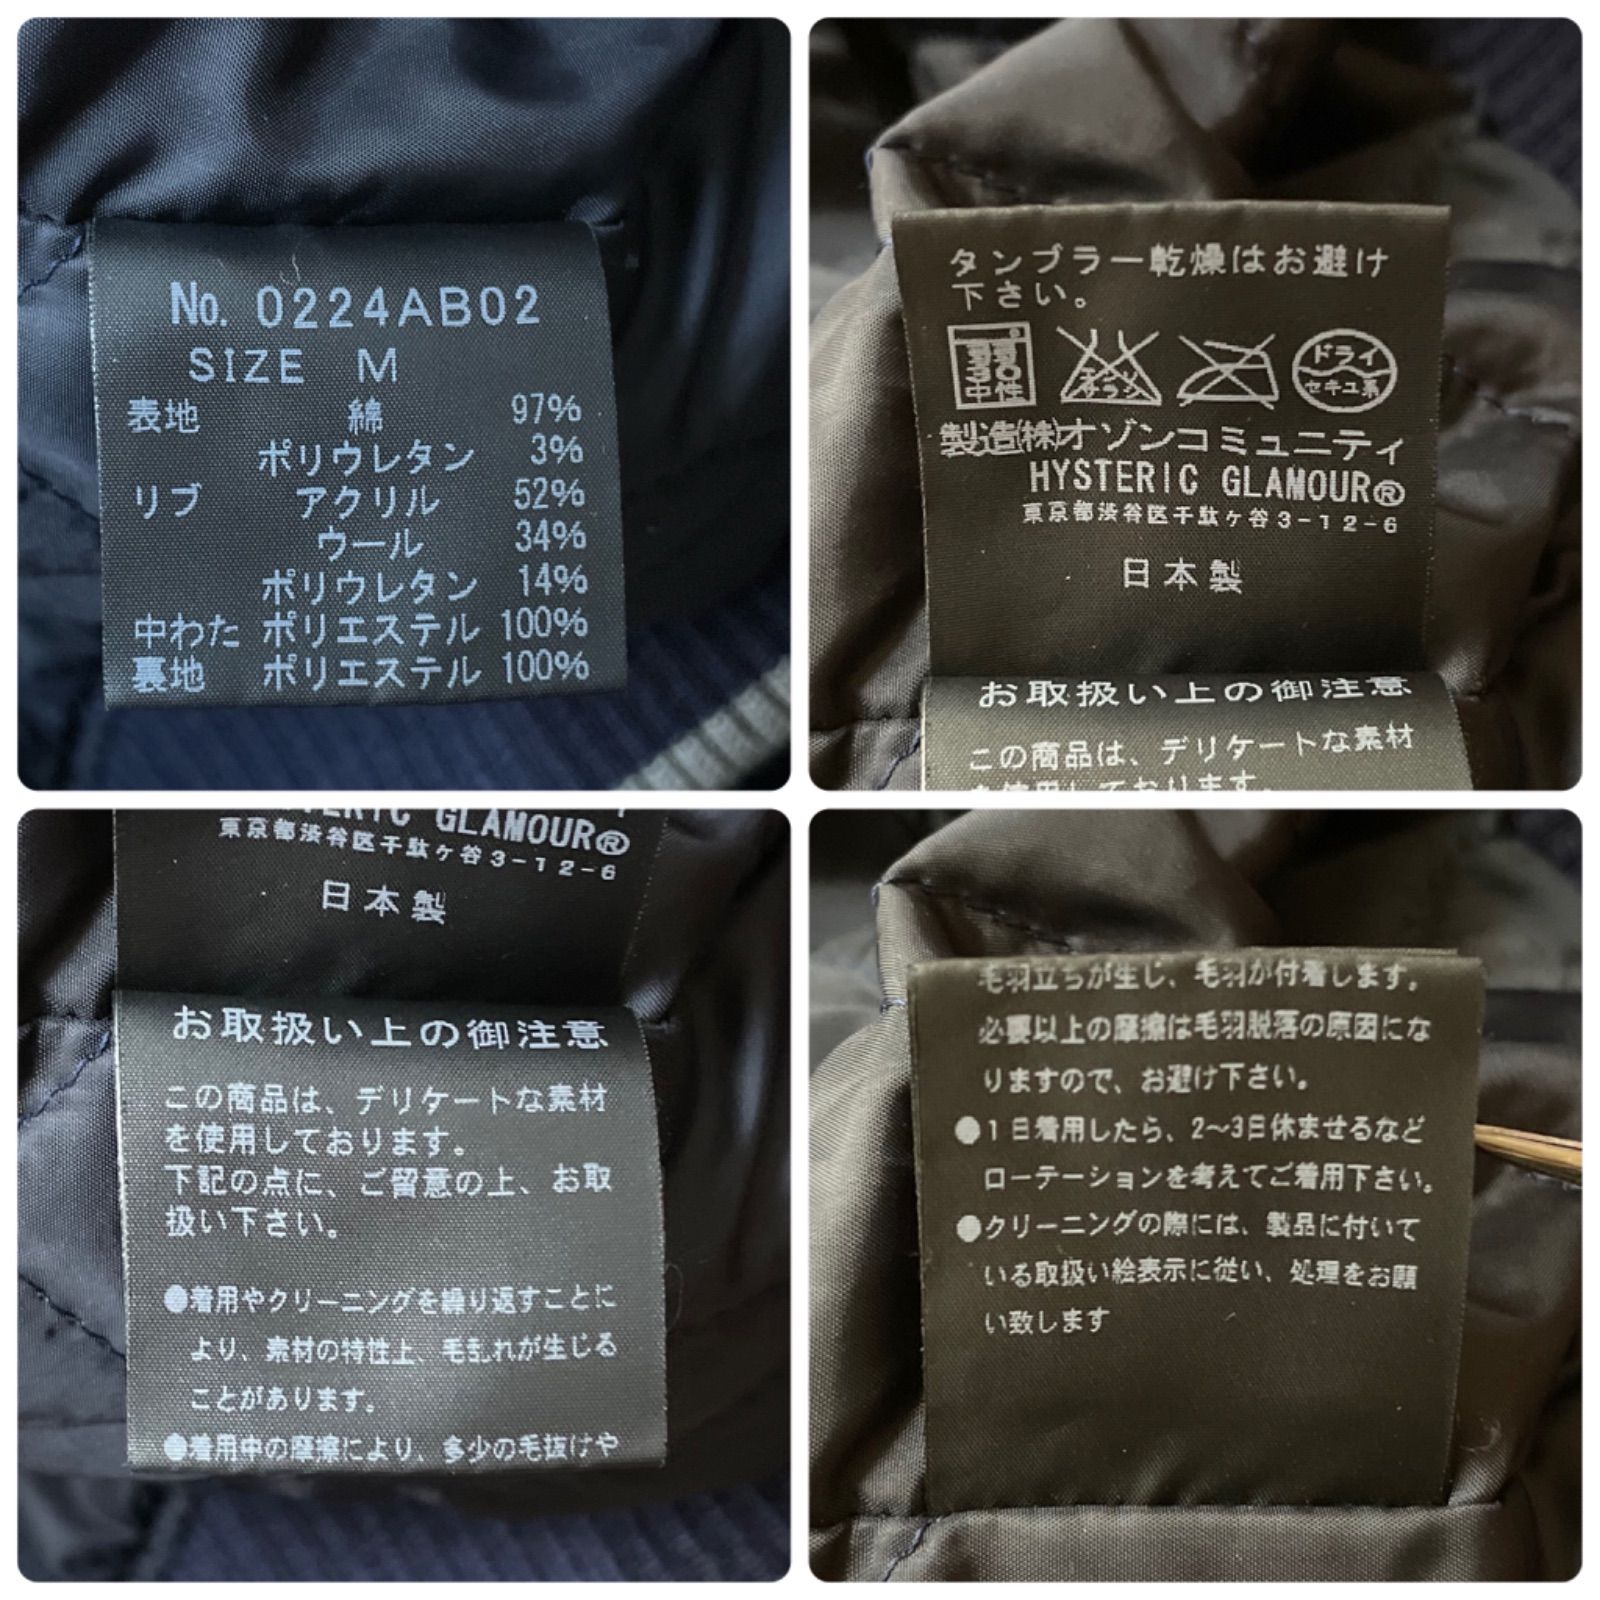 No. 0224AB02
SIZE M
表地 綿 97%
ポリウレタン 3%
リブ アクリル 52%
ウール 34%
ポリウレタン 14%
中わた ポリエステル 100%
裏地 ポリエステル 100%
タンブラー乾燥はお避け
下さい。
中性
エンソ
サラシ
ドライ
セキユ系
製造(株)オゾンコミュニティ
HYSTERIC GLAMOUR®
東京都渋谷区千駄ヶ谷3-12-6
日本製
お取扱い上の御注意
この商品は、デリケートな素材
を使用しております。
GLAMOUR®
東京都渋谷区千駄ヶ谷3-12-6
日本製
お取扱い上の御注意
この商品は、デリケートな素材
を使用しております。
下記の点に、ご留意の上、お取
扱い下さい。
●着用やクリーニングを繰り返すことに
より、素材の特性上、毛乱れが生じる
ことがあります。
●着用中の摩擦により、多少の毛抜けや
毛羽立ちが生じ、毛羽が付着します。
必要以上の摩擦は毛羽脱落の原因にな
りますので、お避け下さい。
●1日着用したら、2～3日休ませるなど
ローテーションを考えてご着用下さい。
●クリーニングの際には、製品に付いて
いる取扱い絵表示に従い、処理をお願
い致します